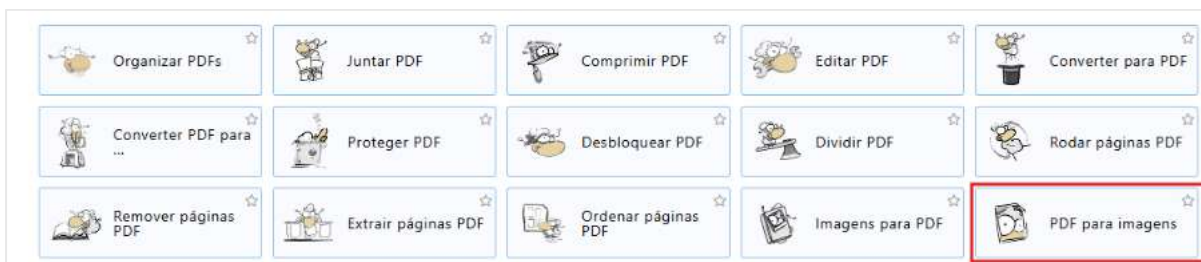 Organizar PDFs
Juntar PDF
Comprimir PDF
Editar PDF
Converter para PDF
Converter PDF para
...
Proteger PDF
Desbloquear PDF
Dividir PDF
Rodar páginas PDF
Remover páginas
PDF
Extrair páginas PDF
Ordenar páginas
PDF
Imagens para PDF
PDF para imagens